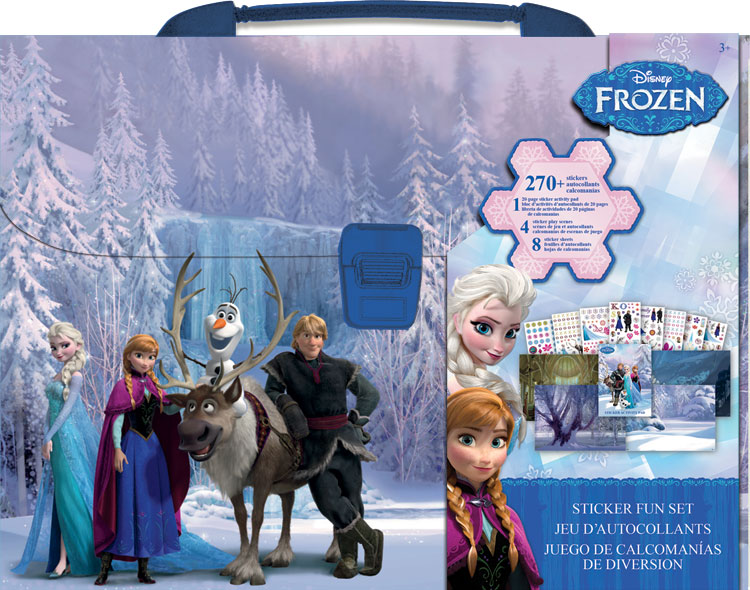 3+
Disney
FROZEN
270+ stickers
autocollants
calcomanías
1 20 page sticker activity pad
bloc d'activités d'autocollants de 20 pages
libreta de actividades de 20 páginas
de calcomanías
4 sticker play scenes
scènes de jeu et autocollants
calcomanías de escenas de juego
8 sticker sheets
feuilles d'autocollants
hojas de calcomanías
STICKER ACTIVITY PAD
STICKER FUN SET
JEU D'AUTOCOLLANTS
JUEGO DE CALCOMANÍAS
DE DIVERSION